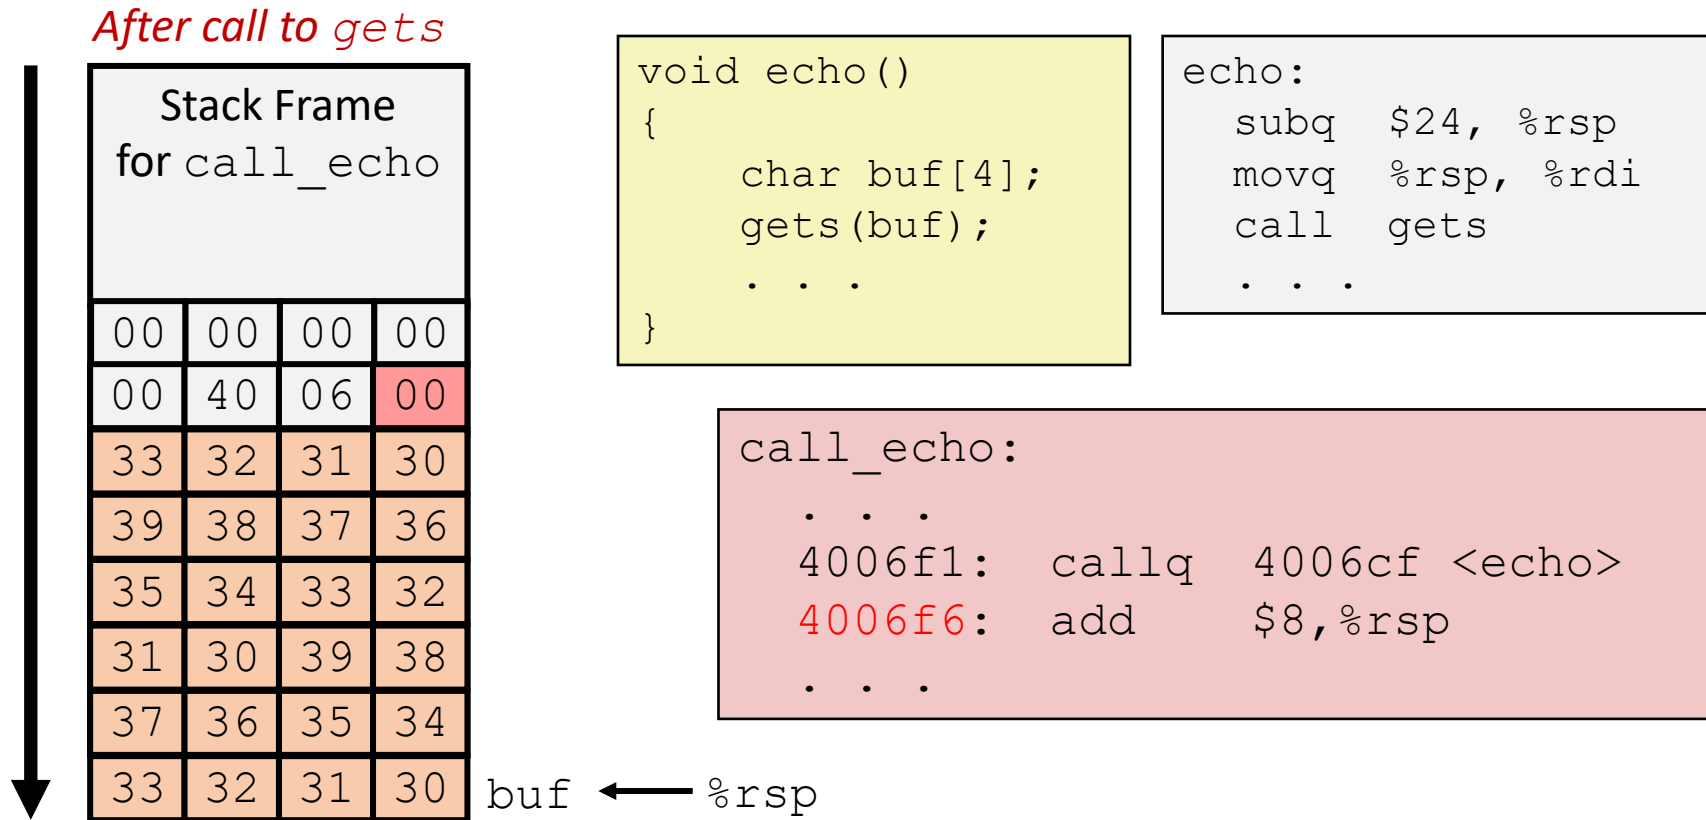 After call to gets
Stack Frame
for call_echo
00 00 00 00
00 40 06 00
33 32 31 30
39 38 37 36
35 34 33 32
31 30 39 38
37 36 35 34
33 32 31 30
buf %rsp
void echo()
{
char buf[4];
gets(buf);
. . .
}
echo:
subq $24, %rsp
movq %rsp, %rdi
call gets
. . .
call_echo:
. . .
4006f1: callq 4006cf <echo>
4006f6: add $8,%rsp
. . .